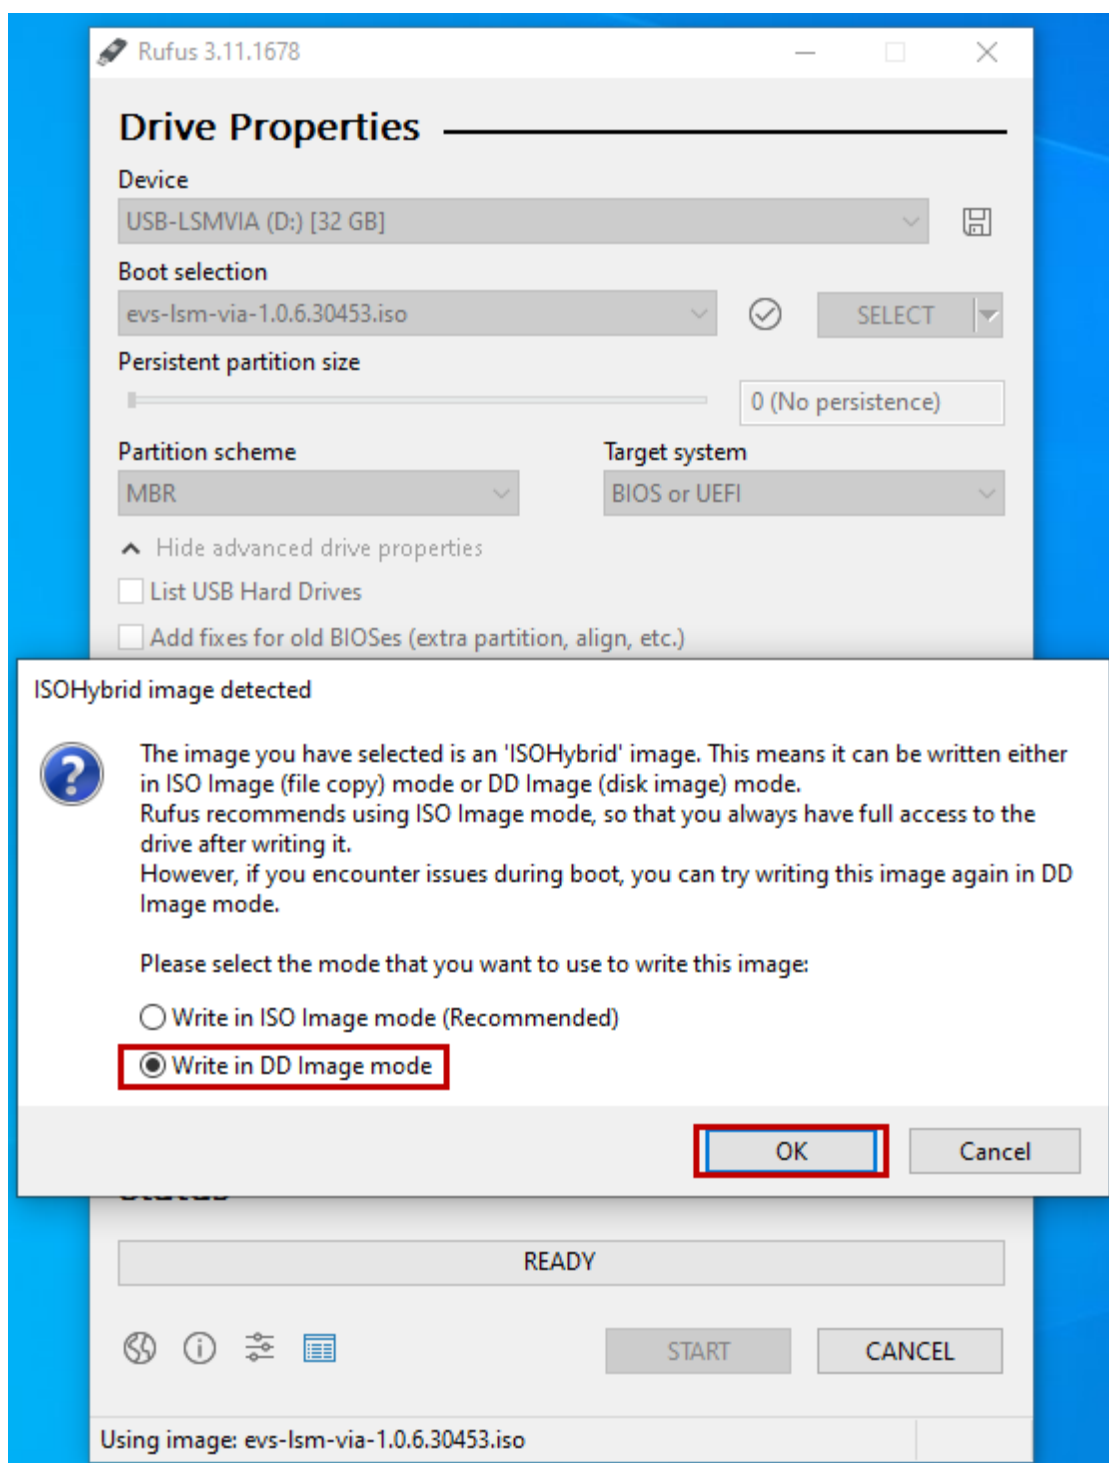 Rufus 3.11.1678
Drive Properties
Device
USB-LSMVIA (D:) [32 GB]
Boot selection
evs-lsm-via-1.0.6.30453.iso
SELECT
Persistent partition size
0 (No persistence)
Partition scheme
Target system
MBR
BIOS or UEFI
Hide advanced drive properties
List USB Hard Drives
Add fixes for old BIOSes (extra partition, align, etc.)
ISOHybrid image detected
The image you have selected is an 'ISOHybrid' image. This means it can be written either
in ISO Image (file copy) mode or DD Image (disk image) mode.
Rufus recommends using ISO Image mode, so that you always have full access to the
drive after writing it.
However, if you encounter issues during boot, you can try writing this image again in DD
Image mode.
Please select the mode that you want to use to write this image:
Write in ISO Image mode (Recommended)
Write in DD Image mode
OK
Cancel
READY
START
CANCEL
Using image: evs-lsm-via-1.0.6.30453.iso